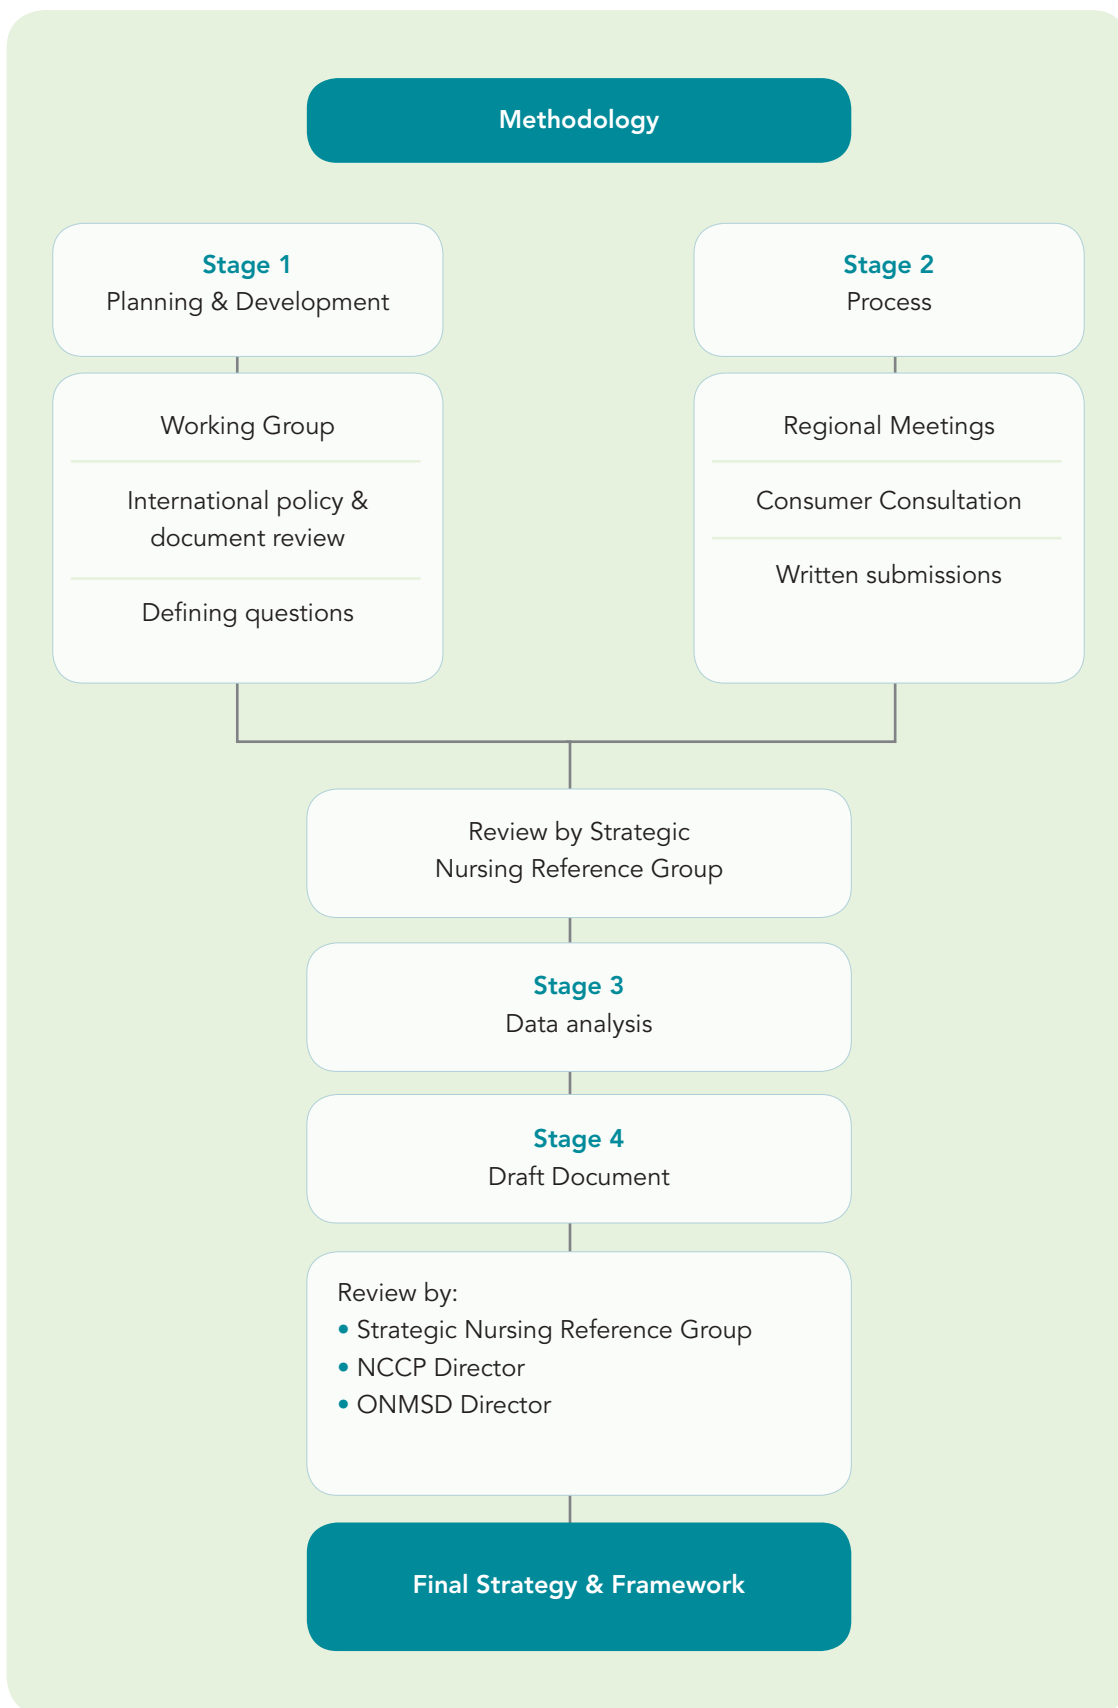 Methodology
Stage 1
Planning & Development
Working Group
International policy &
document review
Defining questions
Stage 2
Process
Regional Meetings
Consumer Consultation
Written submissions
Review by Strategic
Nursing Reference Group
Stage 3
Data analysis
Stage 4
Draft Document
Review by:
• Strategic Nursing Reference Group
• NCCP Director
• ONMSD Director
Final Strategy & Framework